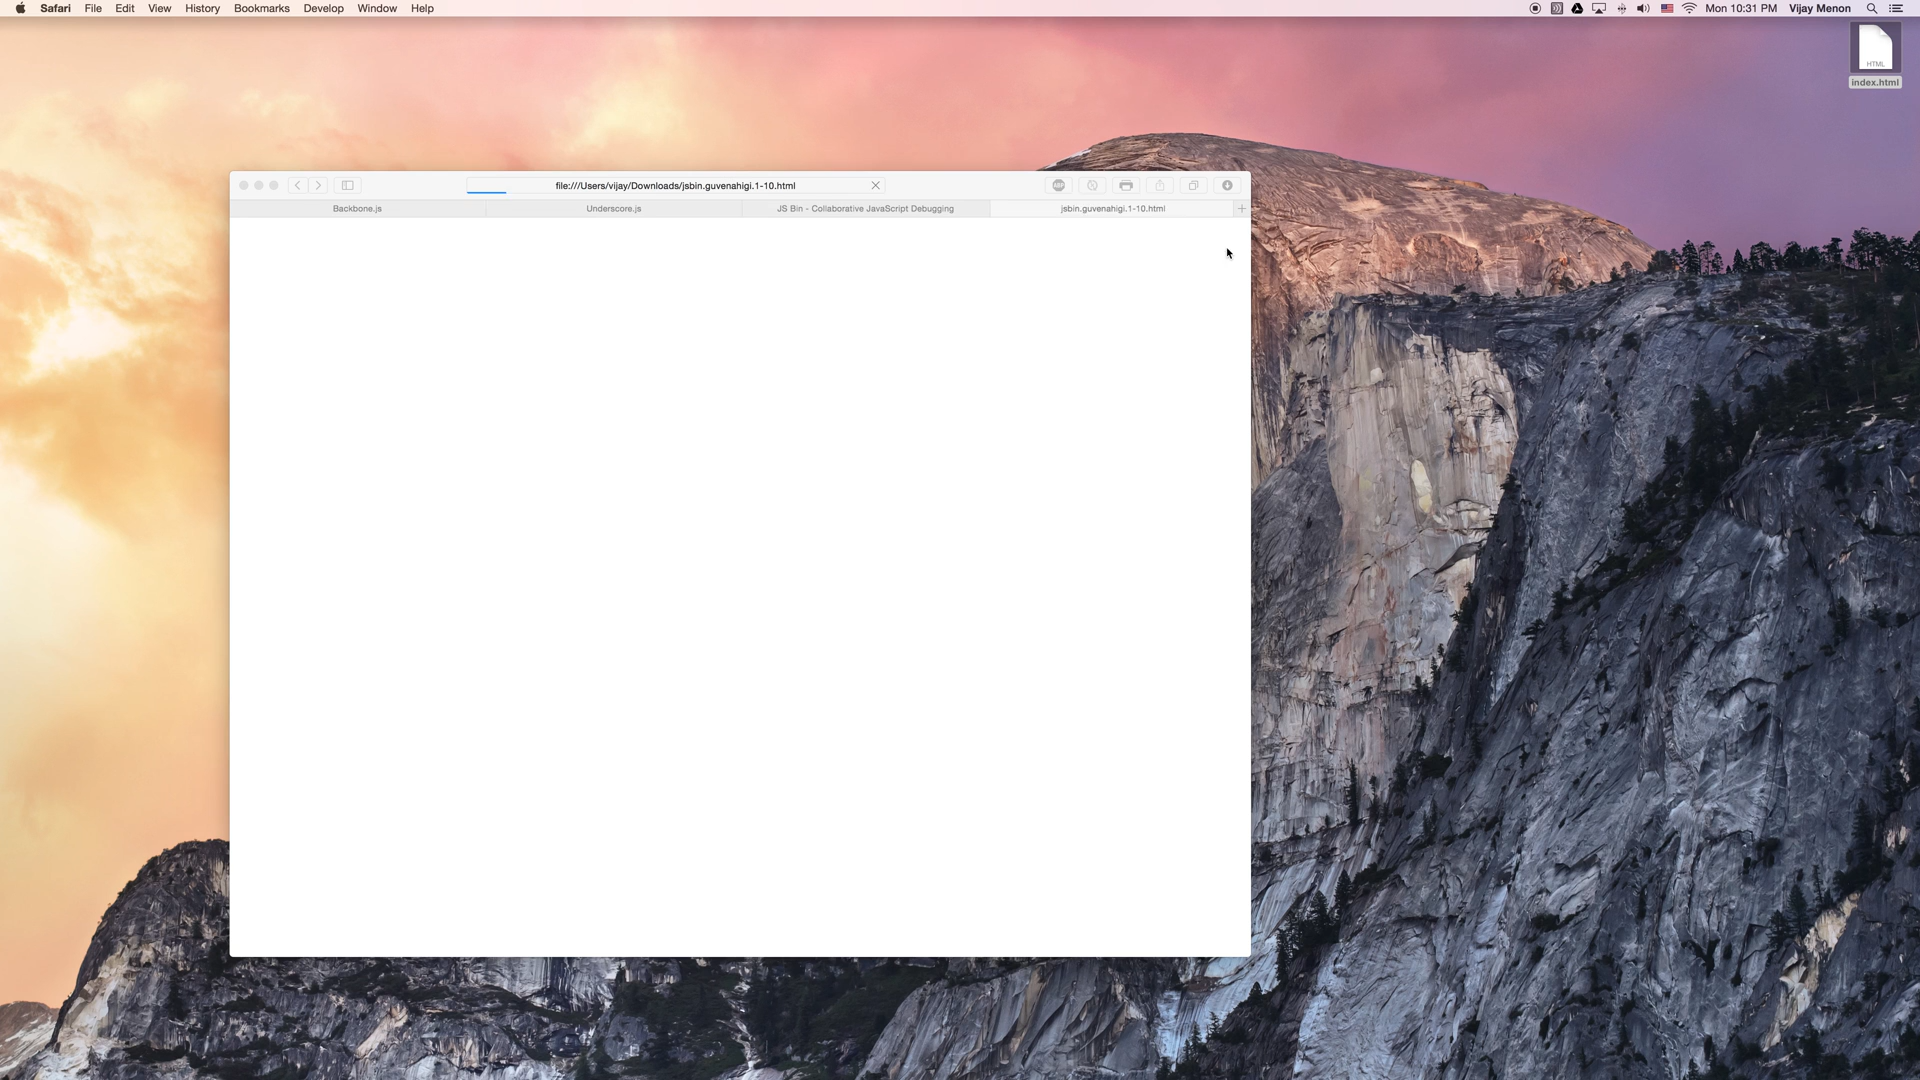 Safari File Edit View History Bookmarks Develop Window Help Mon 10:31 PM Vijay Menon
HTML
index.html
file:///Users/vijay/Downloads/jsbin.guvenahigi.1-10.html
ABP
Backbone.js Underscore.js JS Bin - Collaborative JavaScript Debugging jsbin.guvenahigi.1-10.html